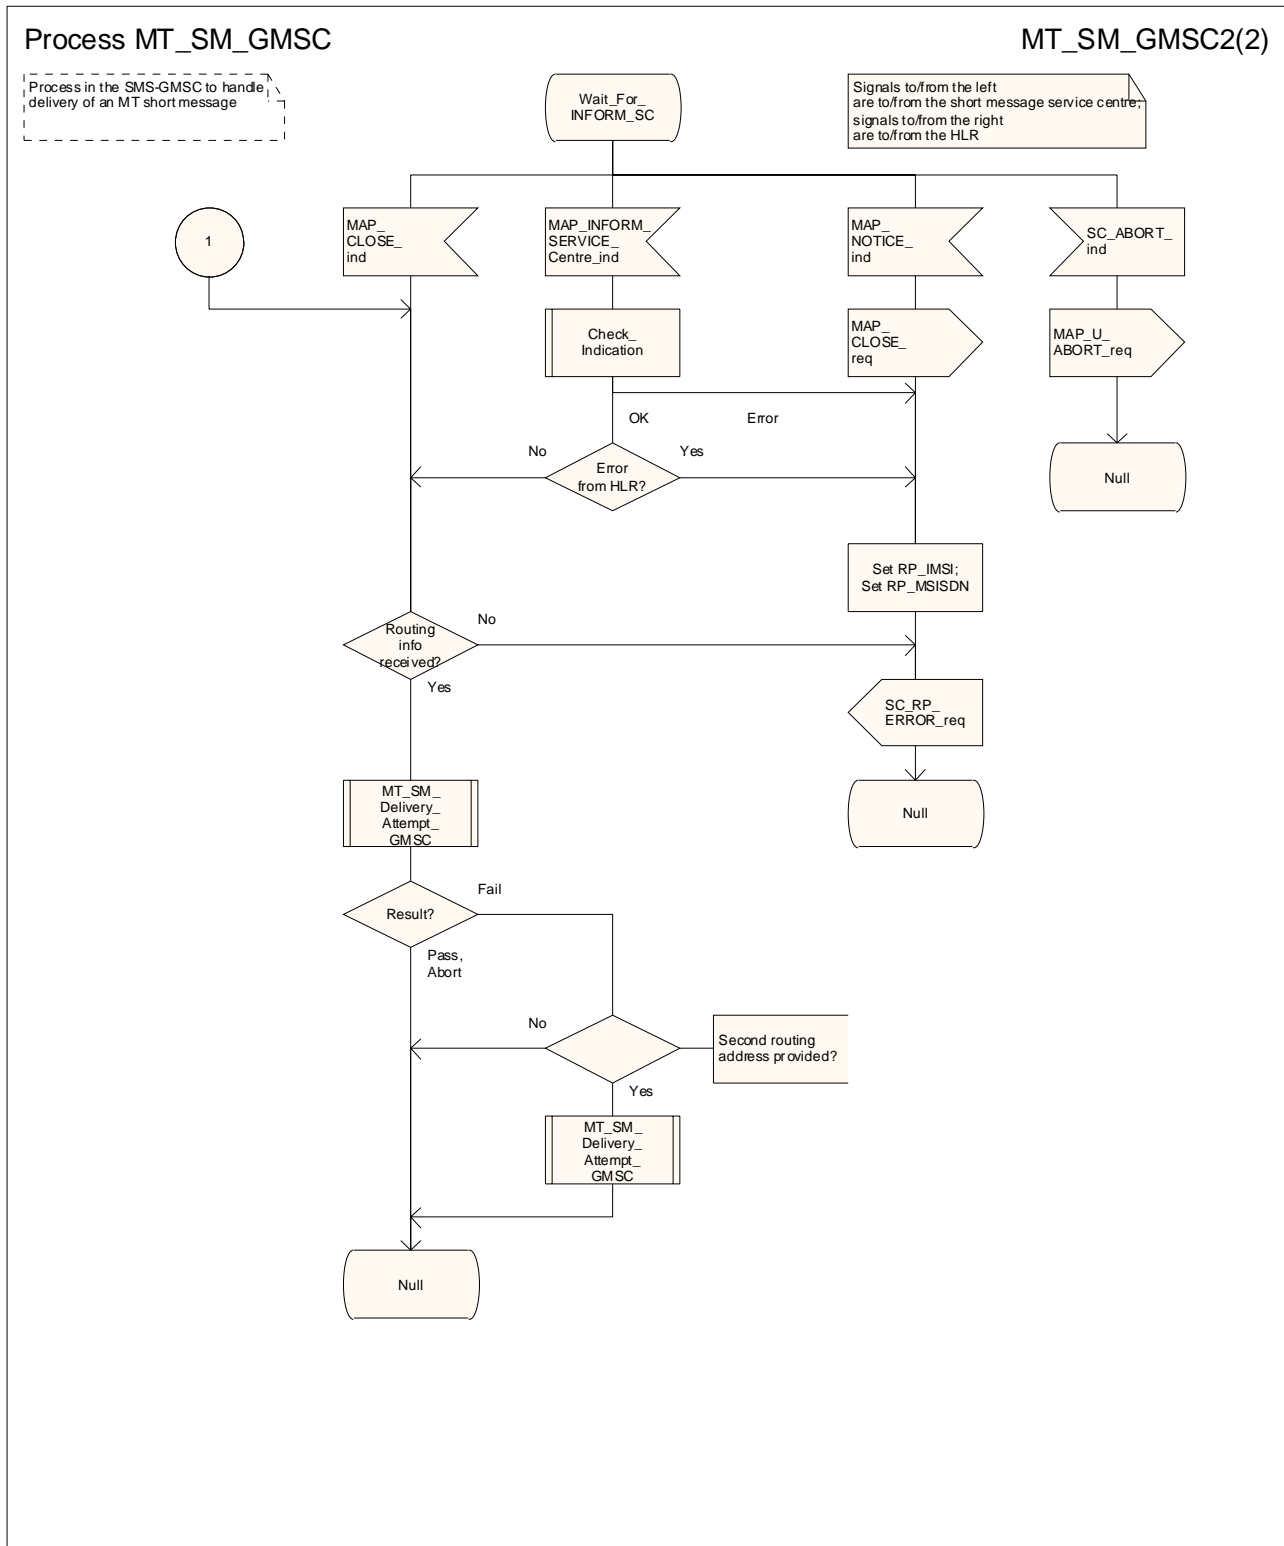 Process MT_SM_GMSC
MT_SM_GMSC2(2)
Process in the SMS-GMSC to handle
delivery of an MT short message
Wait_For_
INFORM_SC
Signals to/from the left
are to/from the short message service centre;
signals to/from the right
are to/from the HLR
1
MAP_
CLOSE_
ind
MAP_INFORM_
SERVICE_
Centre_ind
MAP_
NOTICE_
ind
SC_ABORT_
ind
Check_
Indication
MAP_
CLOSE_
req
MAP_U_
ABORT_req
OK
Error
No
Error
from HLR?
Yes
Null
Set RP_IMSI;
Set RP_MSISDN
Routing
info
received?
No
Yes
SC_RP_
ERROR_req
MT_SM_
Delivery_
Attempt_
GMSC
Null
Result?
Fail
Pass,
Abort
No
Second routing
address provided?
Yes
MT_SM_
Delivery_
Attempt_
GMSC
Null